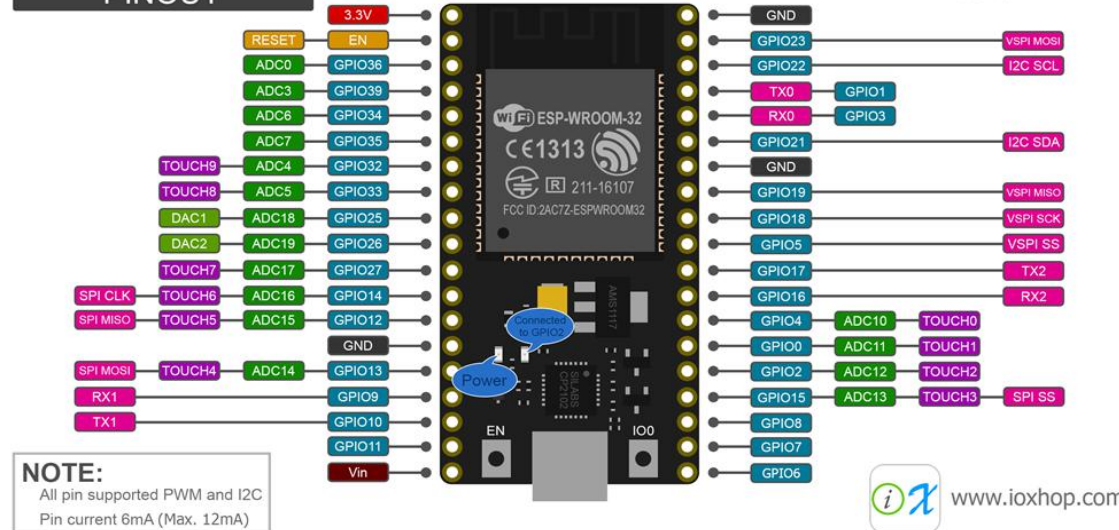 PINOUT
3.3V GND
RESET EN GPIO23 VSPI MOSI
ADC0 GPIO36 GPIO22 I2C SCL
ADC3 GPIO39 TX0 GPIO1
ADC6 GPIO34 RX0 GPIO3
ADC7 GPIO35 GPIO21 I2C SDA
TOUCH9 ADC4 GPIO32 GND
TOUCH8 ADC5 GPIO33 GPIO19 VSPI MISO
DAC1 ADC18 GPIO25 GPIO18 VSPI SCK
DAC2 ADC19 GPIO26 GPIO5 VSPI SS
TOUCH7 ADC17 GPIO27 GPIO17 TX2
SPI CLK TOUCH6 ADC16 GPIO14 GPIO16 RX2
SPI MISO TOUCH5 ADC15 GPIO12 GPIO4 ADC10 TOUCH0
GND GPIO0 ADC11 TOUCH1
SPI MOSI TOUCH4 ADC14 GPIO13 GPIO2 ADC12 TOUCH2
RX1 GPIO9 GPIO15 ADC13 TOUCH3 SPI SS
TX1 GPIO10 GPIO8
GPIO11 GPIO7
Vin GPIO6
WiFi ESP-WROOM-32
CE1313
R 211-16107
FCC ID:2AC7Z-ESPWROOM32
AMS1117
Connected
to GPIO2
Power
SILABS
CP2102
EN IO0
NOTE:
All pin supported PWM and I2C
Pin current 6mA (Max. 12mA)
iX www.ioxhop.com